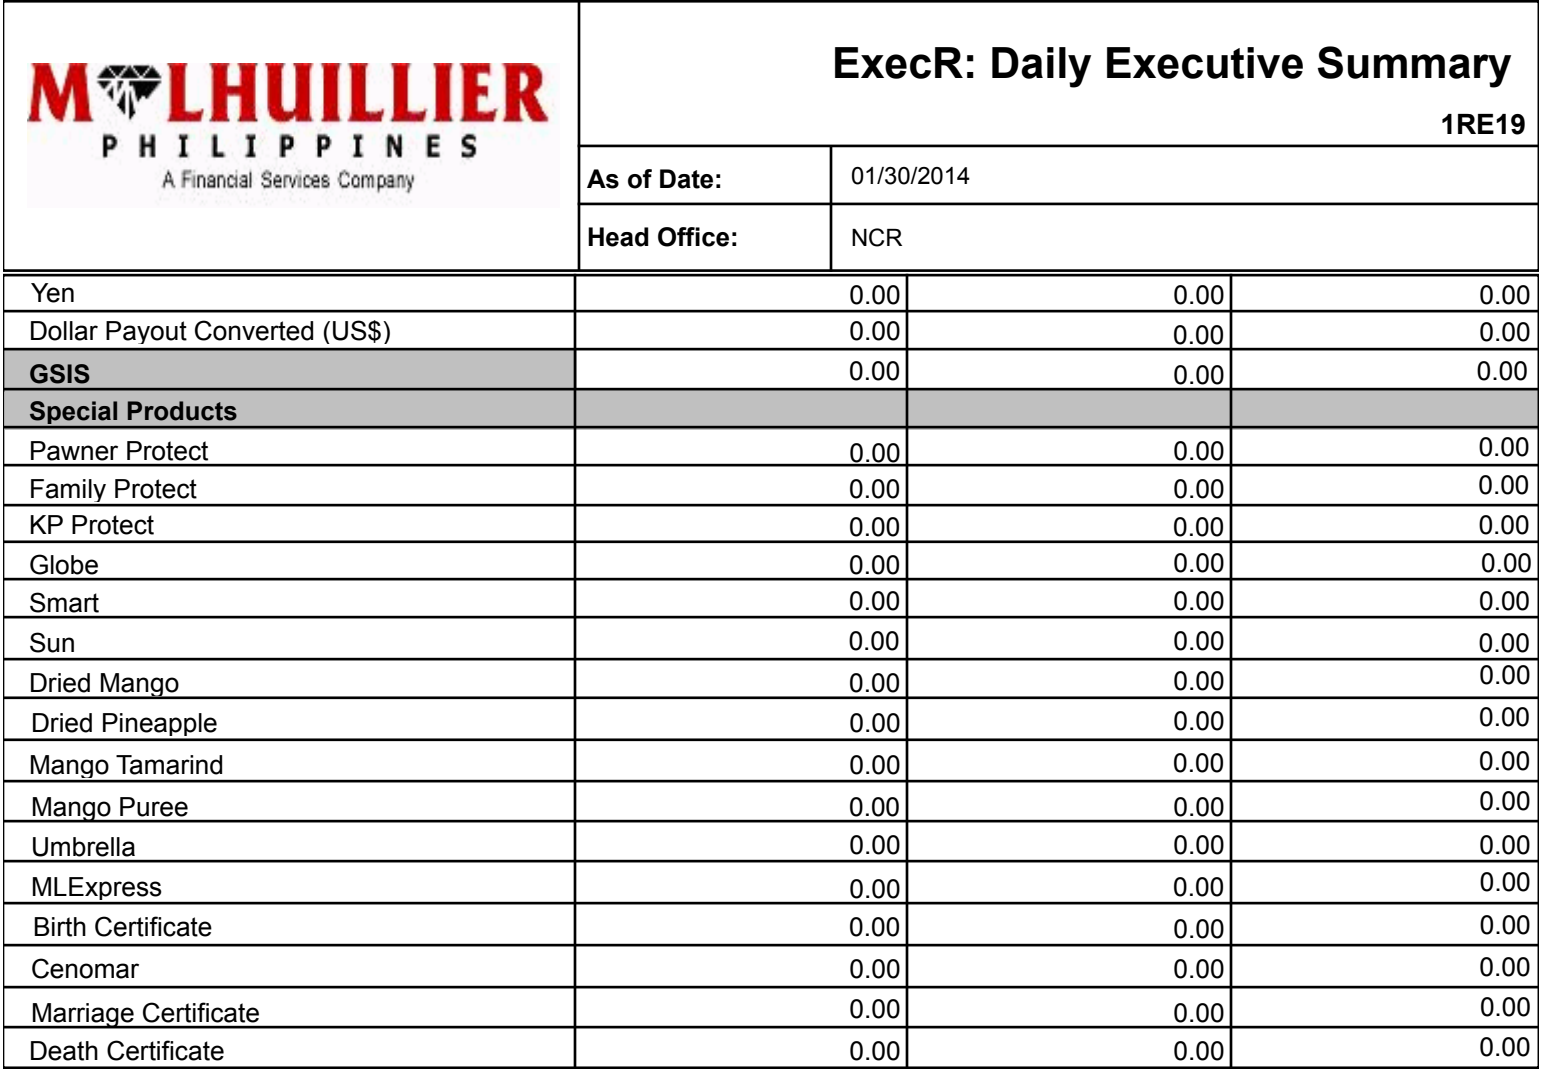 M LHUILLIER
PHILIPPINES
A Financial Services Company
ExecR: Daily Executive Summary
1RE19
As of Date: 01/30/2014
Head Office: NCR
Yen 0.00 0.00 0.00
Dollar Payout Converted (US$) 0.00 0.00 0.00
GSIS 0.00 0.00 0.00
Special Products
Pawner Protect 0.00 0.00 0.00
Family Protect 0.00 0.00 0.00
KP Protect 0.00 0.00 0.00
Globe 0.00 0.00 0.00
Smart 0.00 0.00 0.00
Sun 0.00 0.00 0.00
Dried Mango 0.00 0.00 0.00
Dried Pineapple 0.00 0.00 0.00
Mango Tamarind 0.00 0.00 0.00
Mango Puree 0.00 0.00 0.00
Umbrella 0.00 0.00 0.00
MLExpress 0.00 0.00 0.00
Birth Certificate 0.00 0.00 0.00
Cenomar 0.00 0.00 0.00
Marriage Certificate 0.00 0.00 0.00
Death Certificate 0.00 0.00 0.00